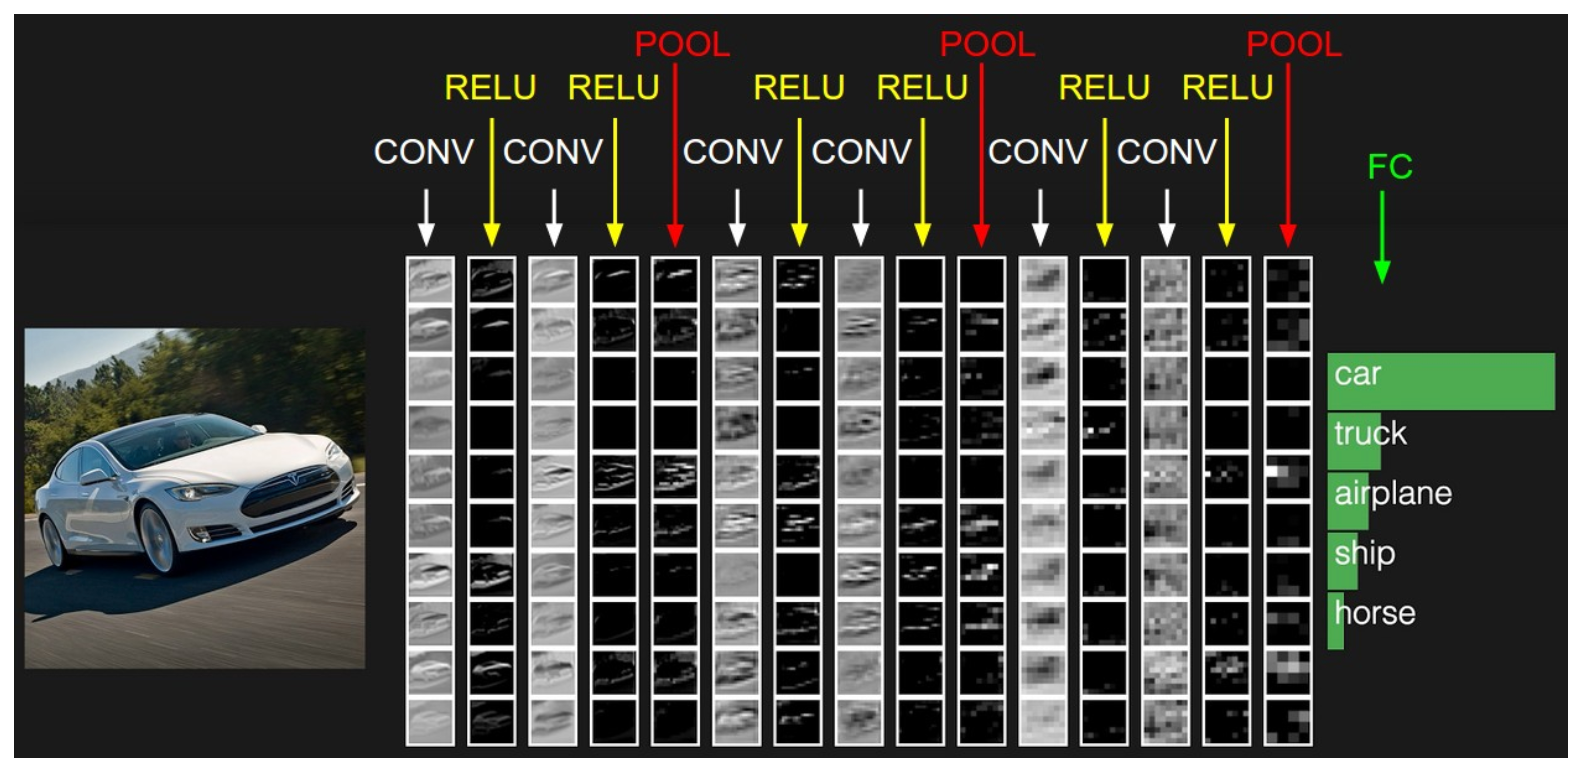 POOL POOL POOL
RELU RELU RELU RELU RELU RELU
CONV CONV CONV CONV CONV CONV
FC
car
truck
airplane
ship
horse